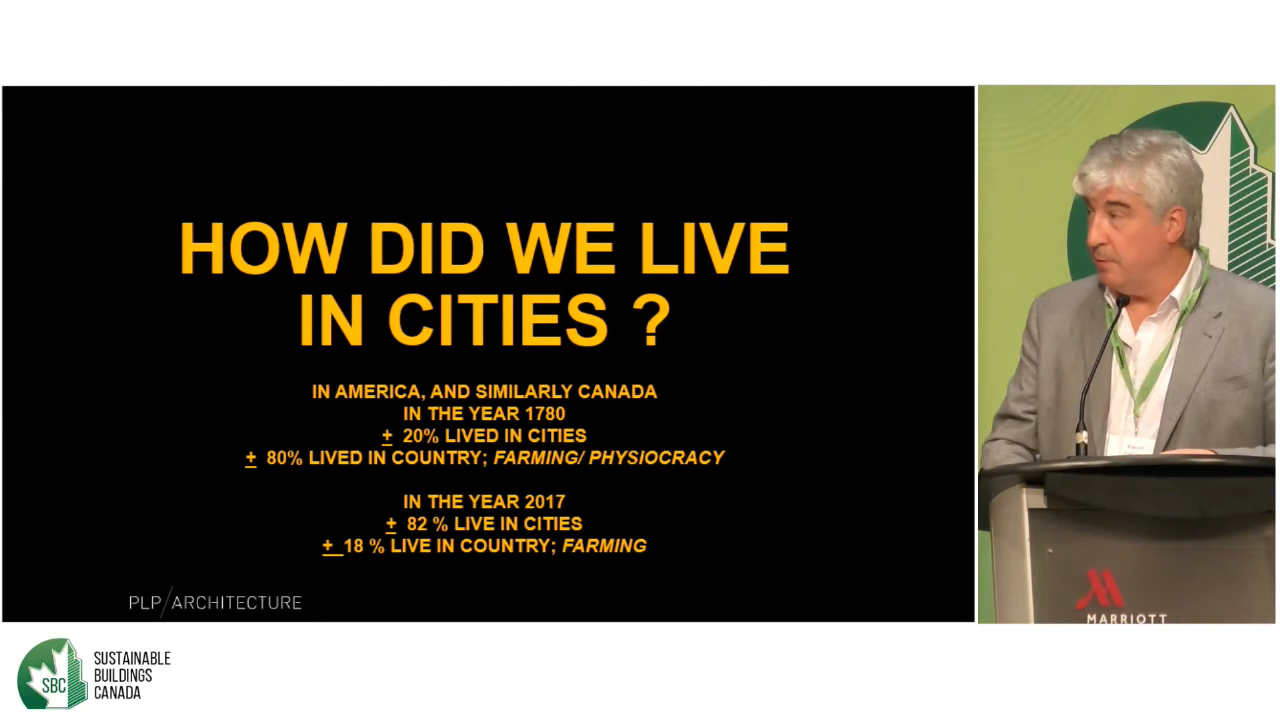 HOW DID WE LIVE
IN CITIES ?
IN AMERICA, AND SIMILARLY CANADA
IN THE YEAR 1780
± 20% LIVED IN CITIES
± 80% LIVED IN COUNTRY; FARMING/ PHYSIOCRACY
IN THE YEAR 2017
± 82 % LIVE IN CITIES
± 18 % LIVE IN COUNTRY; FARMING
PLP/ARCHITECTURE
MARRIOTT
SBC
SUSTAINABLE
BUILDINGS
CANADA